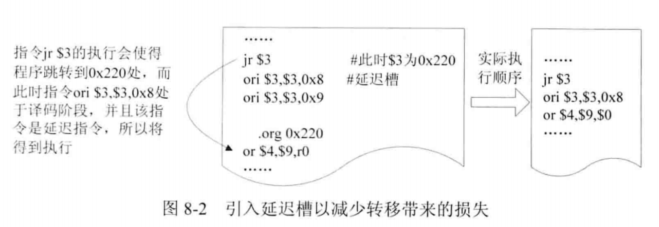 指令jr $3的执行会使得
程序跳转到0x220处，而
此时指令ori $3,$3,0x8处
于译码阶段，并且该指
令是延迟指令，所以将
得到执行
……
jr $3 #此时$3为0x220
ori $3,$3,0x8 #延迟槽
ori $3,$3,0x9
.org 0x220
or $4,$9,r0
……
实际执
行顺序
……
jr $3
ori $3,$3,0x8
or $4,$9,$0
……
图 8-2 引入延迟槽以减少转移带来的损失